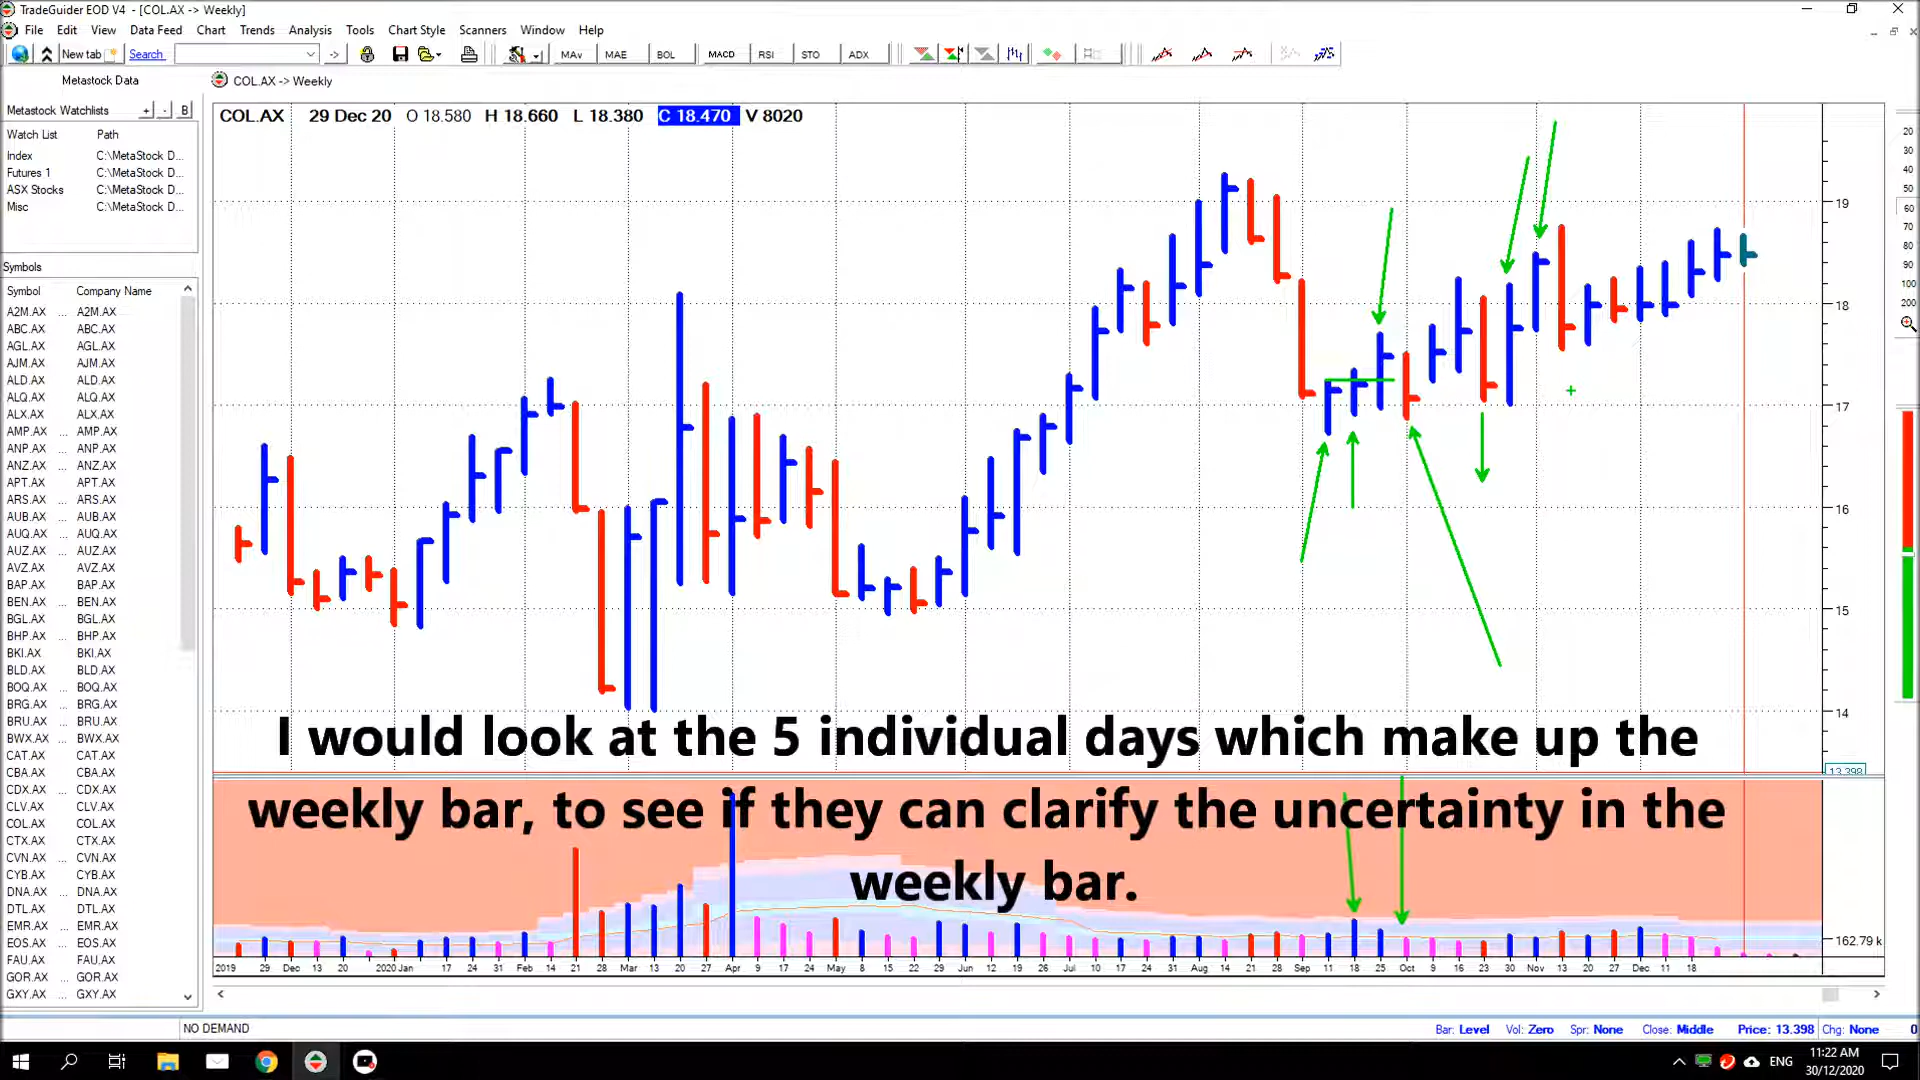 TradeGuider EOD V4 - [COL.AX -> Weekly]
File Edit View Data Feed Chart Trends Analysis Tools Chart Style Scanners Window Help
New tab Search -> MAv MAE BOL MACD RSI STO ADX
Metastock Data
COL.AX -> Weekly
Metastock Watchlists + - B
COL.AX 29 Dec 20 O 18.580 H 18.660 L 18.380 C 18.470 V 8020
Watch List Path
Index C:\MetaStock D...
Futures 1 C:\MetaStock D...
ASX Stocks C:\MetaStock D...
Misc C:\MetaStock D...
Symbols
Symbol Company Name
A2M.AX ... A2M.AX
ABC.AX ABC.AX
AGL.AX AGL.AX
AJM.AX AJM.AX
ALD.AX ALD.AX
ALQ.AX ALQ.AX
ALX.AX ALX.AX
AMP.AX ... AMP.AX
ANP.AX ANP.AX
ANZ.AX ... ANZ.AX
APT.AX APT.AX
ARS.AX ... ARS.AX
AUB.AX ... AUB.AX
AUQ.AX ... AUQ.AX
AUZ.AX ... AUZ.AX
AVZ.AX AVZ.AX
BAP.AX BAP.AX
BEN.AX ... BEN.AX
BGL.AX BGL.AX
BHP.AX ... BHP.AX
BKI.AX BKI.AX
BLD.AX BLD.AX
BOQ.AX ... BOQ.AX
BRG.AX ... BRG.AX
BRU.AX ... BRU.AX
BWX.AX ... BWX.AX
CAT.AX CAT.AX
CBA.AX CBA.AX
CDX.AX CDX.AX
CLV.AX CLV.AX
COL.AX COL.AX
CTX.AX CTX.AX
CVN.AX CVN.AX
CYB.AX CYB.AX
DNA.AX DNA.AX
DTL.AX DTL.AX
EMR.AX EMR.AX
EOS.AX EOS.AX
FAU.AX FAU.AX
GOR.AX GOR.AX
GXY.AX GXY.AX
19
18
17
16
15
14
13.398
162.79 k
20
30
40
50
60
70
80
90
100
200
I would look at the 5 individual days which make up the
weekly bar, to see if they can clarify the uncertainty in the
weekly bar.
2019 29 Dec 13 20 2020 Jan 17 24 31 Feb 14 21 28 Mar 13 20 27 Apr 9 17 24 May 8 15 22 29 Jun 12 19 26 Jul 10 17 24 31 Aug 14 21 28 Sep 11 18 25 Oct 9 16 23 30 Nov 13 20 27 Dec 11 18
NO DEMAND Bar: Level Vol: Zero Spr: None Close: Middle Price: 13.398 Chg: None 0
ENG
11:22 AM
30/12/2020